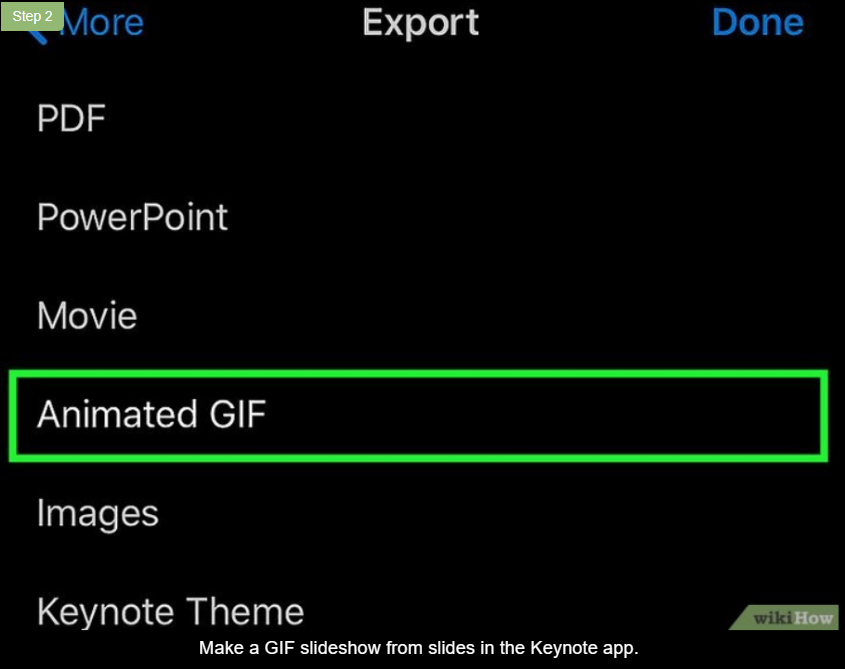 Step 2
More
Export
Done
PDF
PowerPoint
Movie
Animated GIF
Images
Keynote Theme
wikiHow
Make a GIF slideshow from slides in the Keynote app.